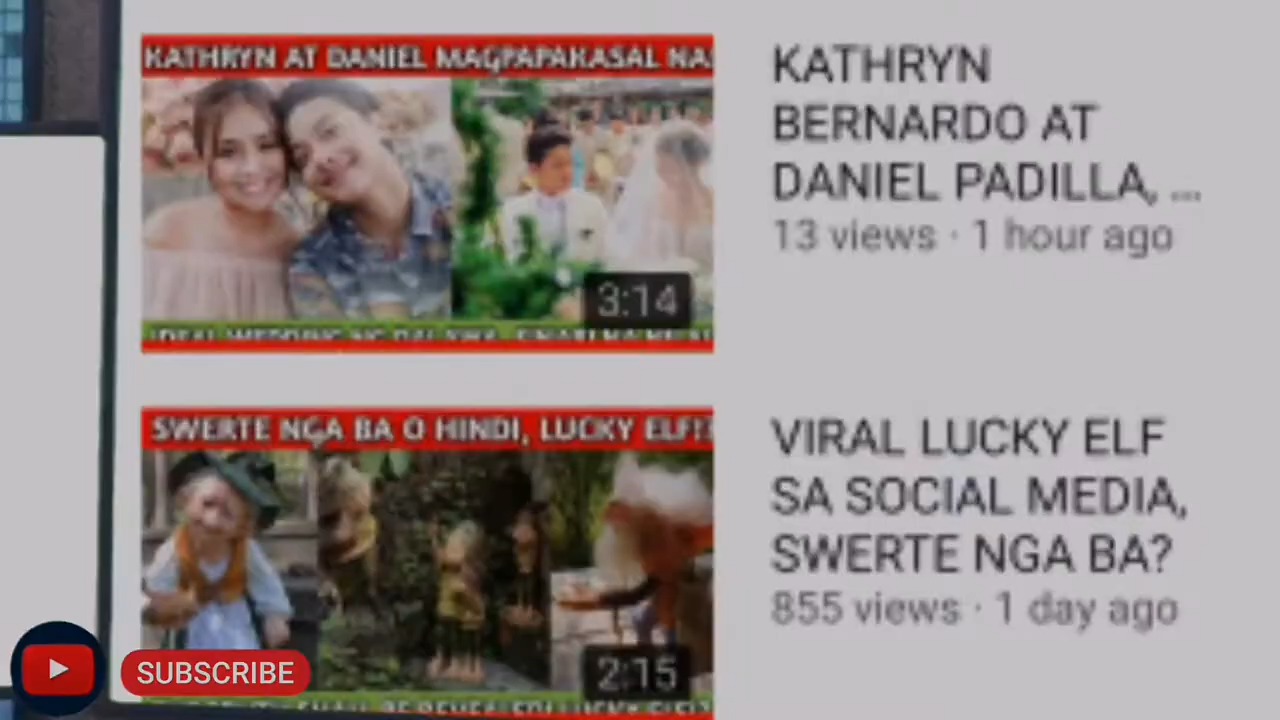 KATHRYN AT DANIEL MAGPAPAKASAL NA!
KATHRYN
BERNARDO AT
DANIEL PADILLA, ...
13 views · 1 hour ago
3:14
SWERTE NGA BA O HINDI, LUCKY ELF!?
VIRAL LUCKY ELF
SA SOCIAL MEDIA,
SWERTE NGA BA?
855 views · 1 day ago
2:15
SUBSCRIBE